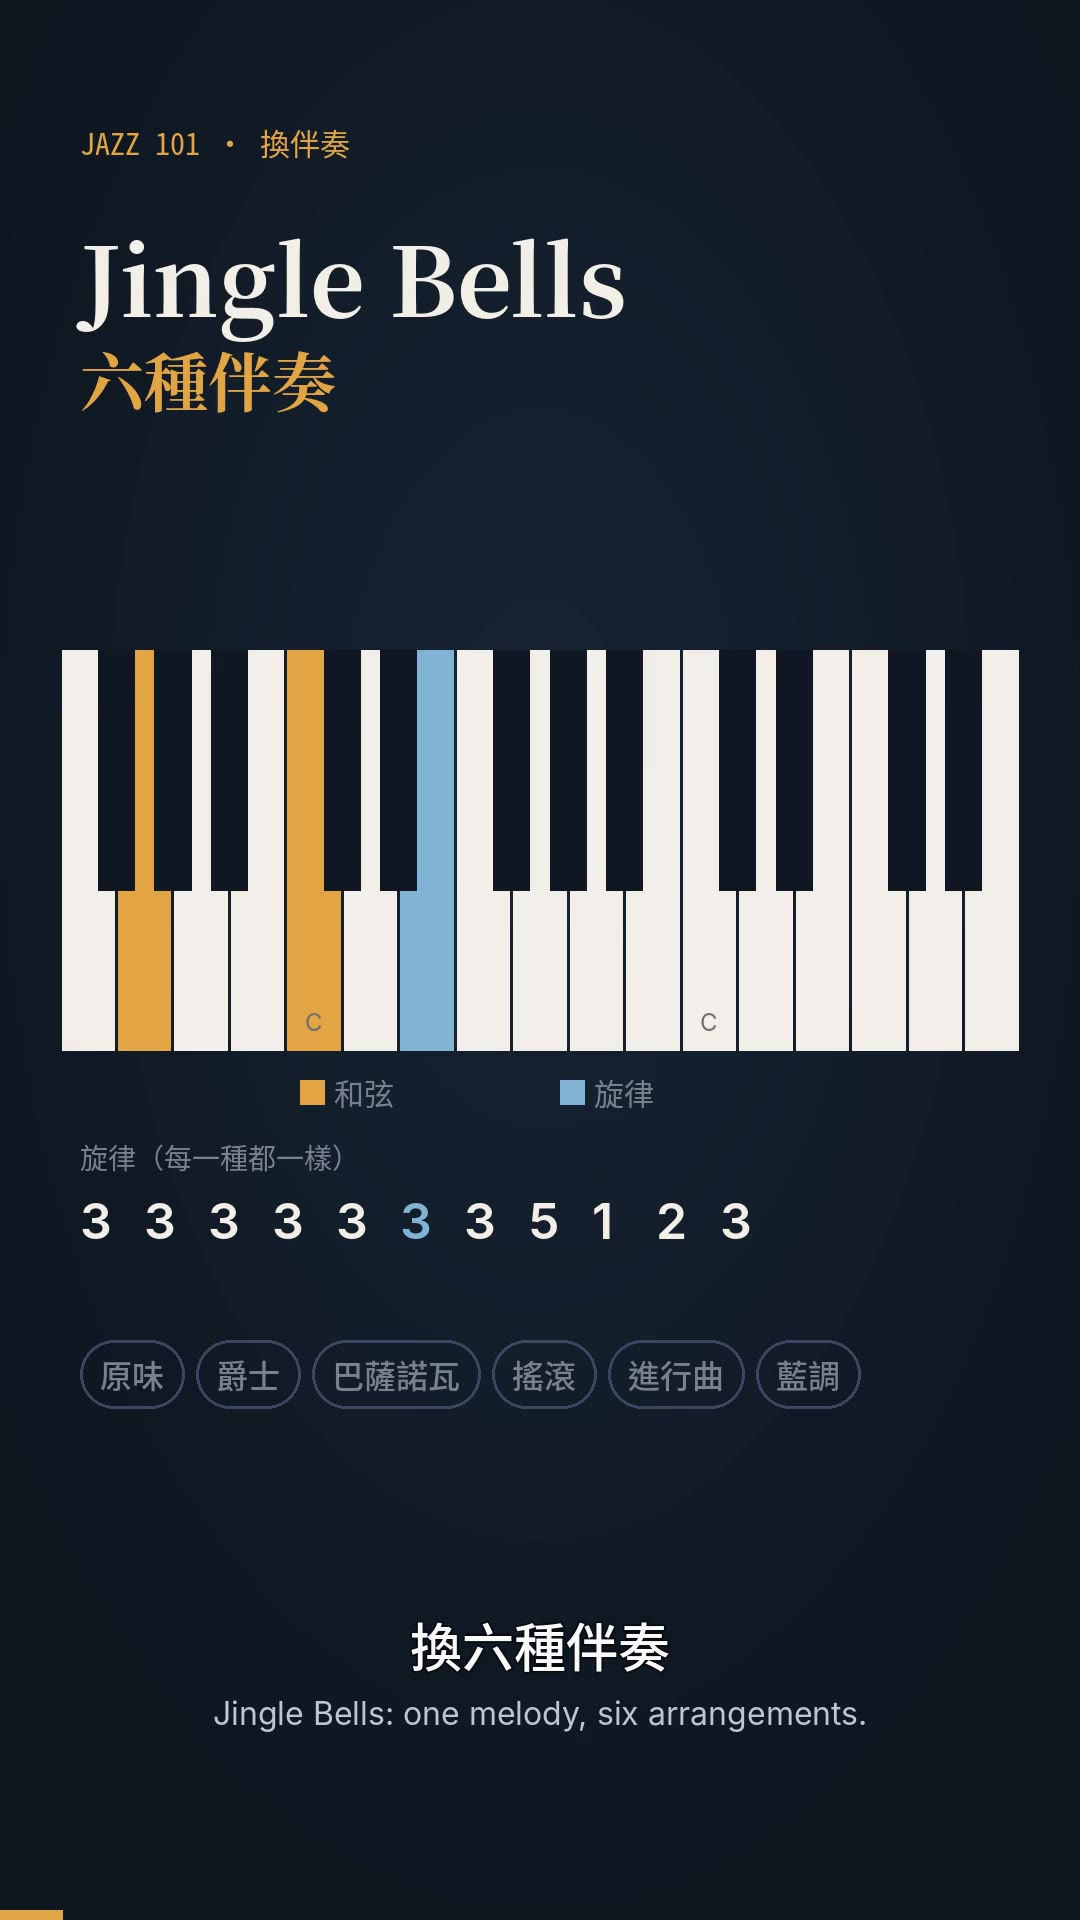 JAZZ 101 · 換伴奏
Jingle Bells
六種伴奏
C C
和弦 旋律
旋律（每一種都一樣）
3 3 3 3 3 3 3 5 1 2 3
原味 爵士 巴薩諾瓦 搖滾 進行曲 藍調
換六種伴奏
Jingle Bells: one melody, six arrangements.